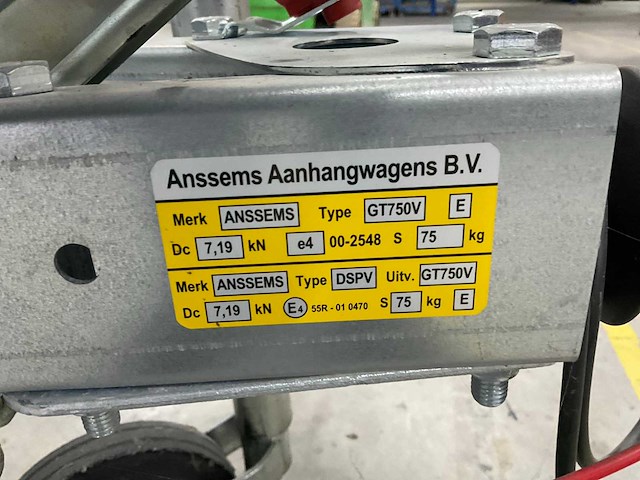 Anssems Aanhangwagens B.V.
Merk ANSSEMS Type GT750V E
Dc 7,19 kN e4 00-2548 S 75 kg
Merk ANSSEMS Type DSPV Uitv. GT750V
Dc 7,19 kN E4 55R - 01 0470 S 75 kg E